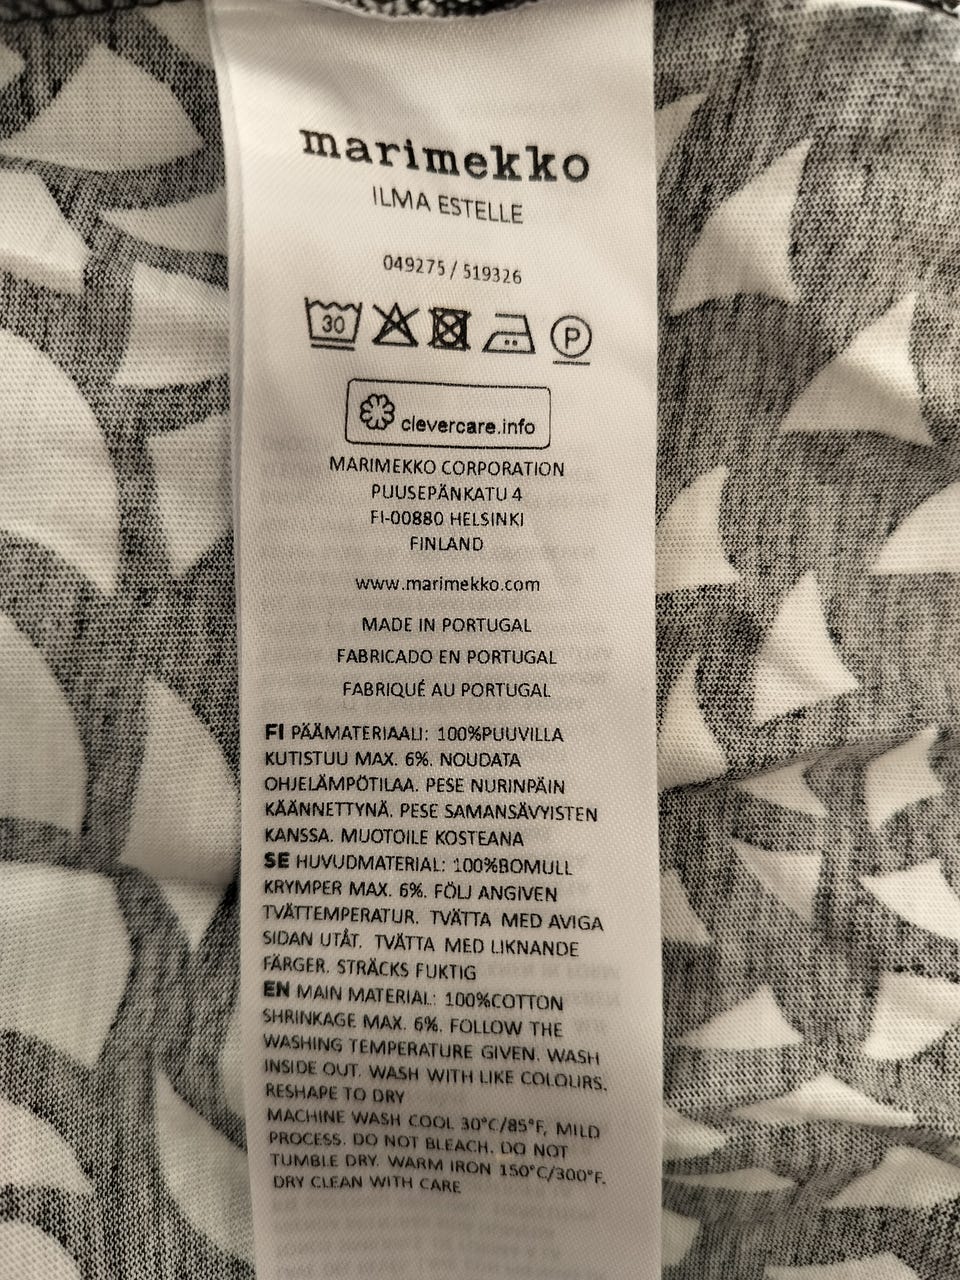 marimekko
ILMA ESTELLE
049275 / 519326
30 P
clevercare.info
MARIMEKKO CORPORATION
PUUSEPÄNKATU 4
FI-00880 HELSINKI
FINLAND
www.marimekko.com
MADE IN PORTUGAL
FABRICADO EN PORTUGAL
FABRIQUÉ AU PORTUGAL
FI PÄÄMATERIAALI: 100%PUUVILLA
KUTISTUU MAX. 6%. NOUDATA
OHJELÄMPÖTILAA. PESE NURINPÄIN
KÄÄNNETTYNÄ. PESE SAMANSÄVYISTEN
KANSSA. MUOTOILE KOSTEANA
SE HUVUDMATERIAL: 100%BOMULL
KRYMPER MAX. 6%. FÖLJ ANGIVEN
TVÄTTEMPERATUR. TVÄTTA MED AVIGA
SIDAN UTÅT. TVÄTTA MED LIKNANDE
FÄRGER. STRÄCKS FUKTIG
EN MAIN MATERIAL: 100%COTTON
SHRINKAGE MAX. 6%. FOLLOW THE
WASHING TEMPERATURE GIVEN. WASH
INSIDE OUT. WASH WITH LIKE COLOURS.
RESHAPE TO DRY
MACHINE WASH COOL 30°C/85°F, MILD
PROCESS. DO NOT BLEACH. DO NOT
TUMBLE DRY. WARM IRON 150°C/300°F.
DRY CLEAN WITH CARE